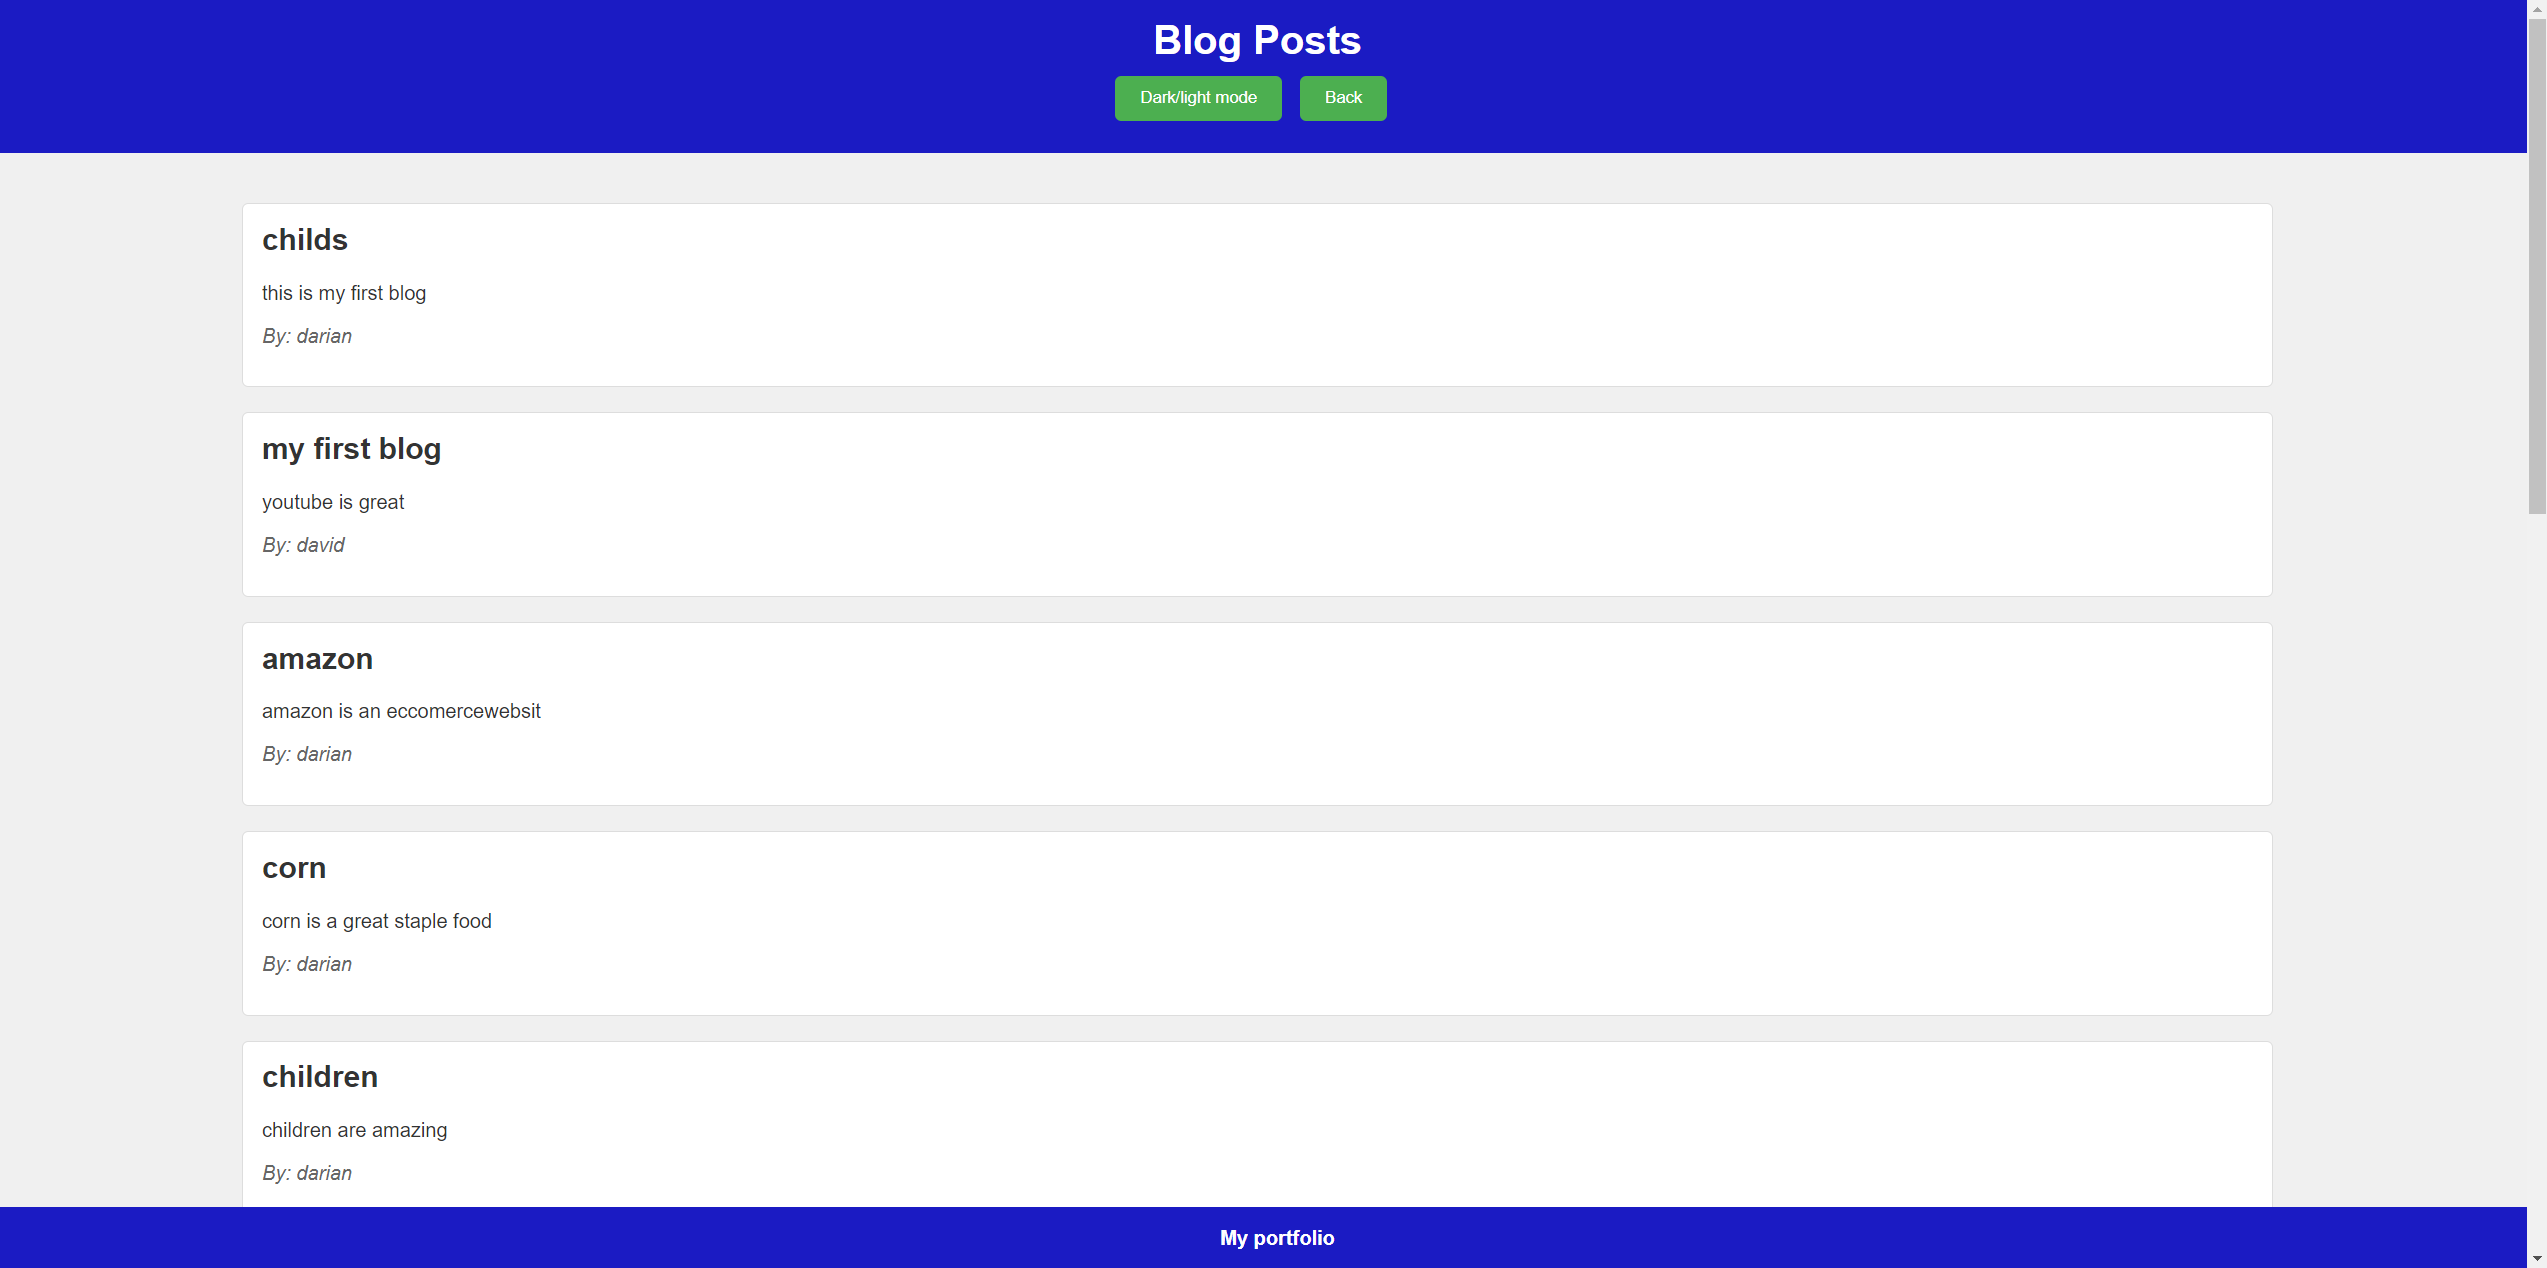 Blog Posts
Dark/light mode
Back
childs
this is my first blog
By: darian
my first blog
youtube is great
By: david
amazon
amazon is an eccomercewebsit
By: darian
corn
corn is a great staple food
By: darian
children
children are amazing
By: darian
My portfolio